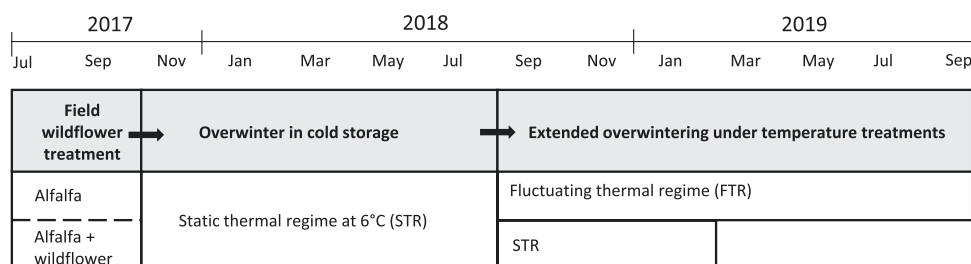 2017 2018 2019
Jul Sep Nov Jan Mar May Jul Sep Nov Jan Mar May Jul Sep
Field
wildflower
treatment
Overwinter in cold storage
Extended overwintering under temperature treatments
Alfalfa
Alfalfa +
wildflower
Static thermal regime at 6°C (STR)
Fluctuating thermal regime (FTR)
STR